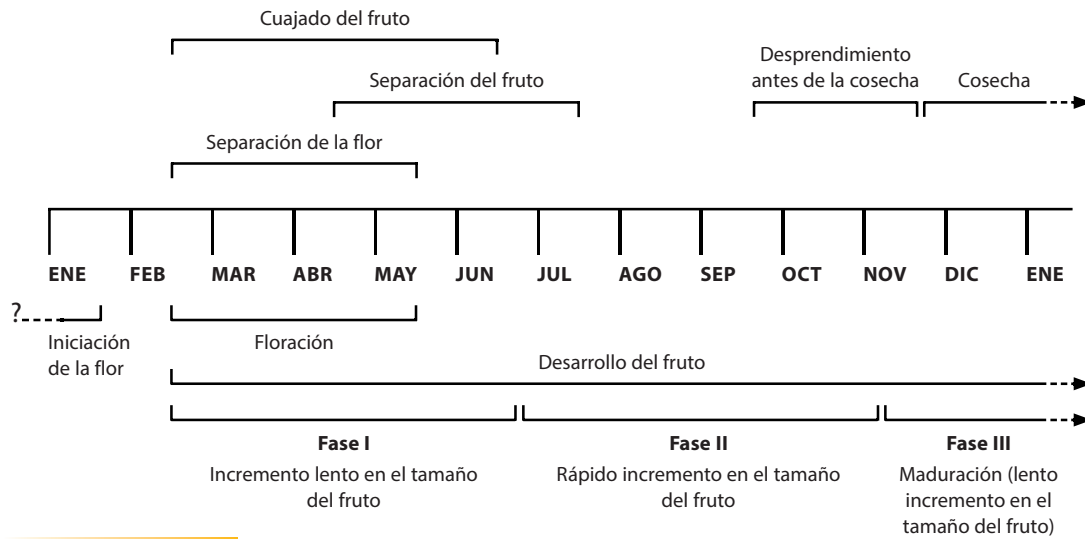 Cuajado del fruto
Separación del fruto
Desprendimiento
antes de la cosecha
Cosecha
Separación de la flor
ENE FEB MAR ABR MAY JUN JUL AGO SEP OCT NOV DIC ENE
?
Iniciación
de la flor
Floración
Desarrollo del fruto
Fase I
Incremento lento en el tamaño
del fruto
Fase II
Rápido incremento en el tamaño
del fruto
Fase III
Maduración (lento
incremento en el
tamaño del fruto)